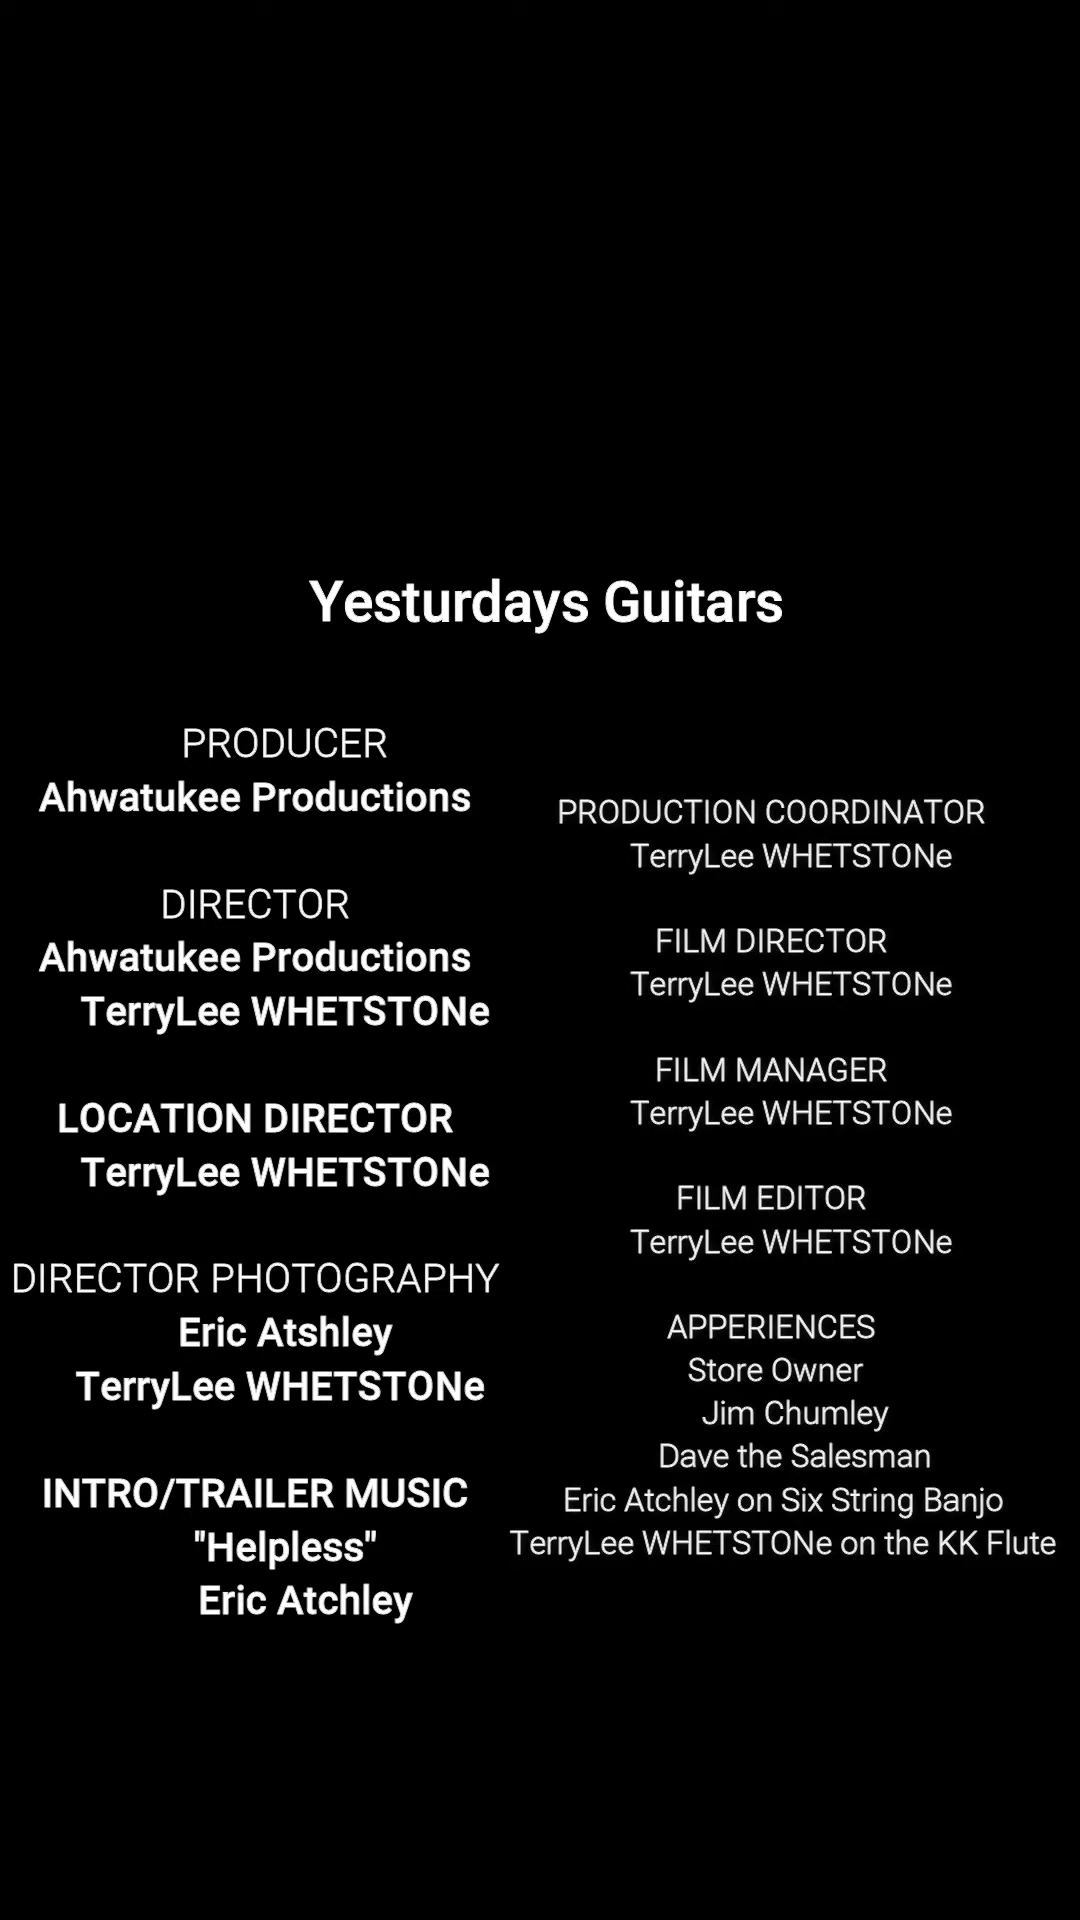 Yesturdays Guitars
PRODUCER
Ahwatukee Productions
DIRECTOR
Ahwatukee Productions
TerryLee WHETSTONe
LOCATION DIRECTOR
TerryLee WHETSTONe
DIRECTOR PHOTOGRAPHY
Eric Atshley
TerryLee WHETSTONe
INTRO/TRAILER MUSIC
"Helpless"
Eric Atchley
PRODUCTION COORDINATOR
TerryLee WHETSTONe
FILM DIRECTOR
TerryLee WHETSTONe
FILM MANAGER
TerryLee WHETSTONe
FILM EDITOR
TerryLee WHETSTONe
APPERIENCES
Store Owner
Jim Chumley
Dave the Salesman
Eric Atchley on Six String Banjo
TerryLee WHETSTONe on the KK Flute